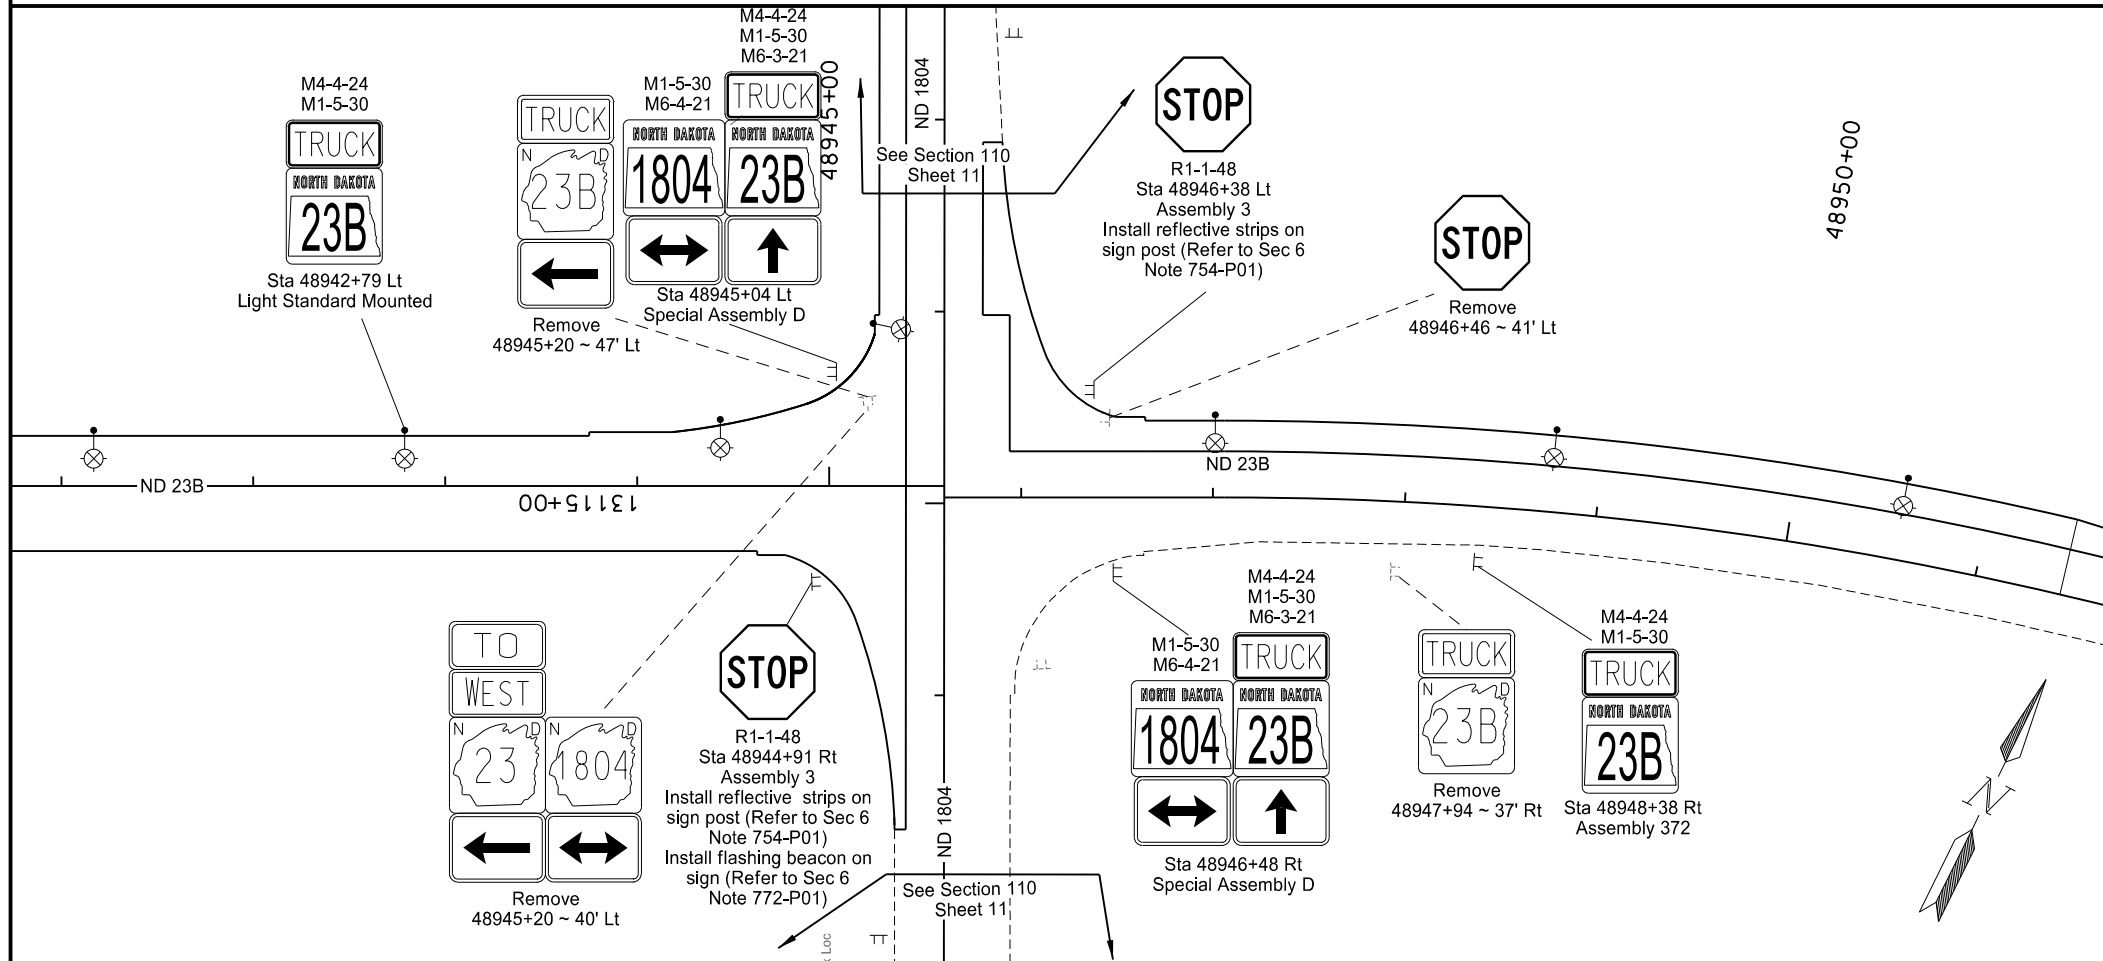 M4-4-24
M1-5-30
TRUCK
NORTH DAKOTA
23B
Sta 48942+79 Lt
Light Standard Mounted
TRUCK
N D
23B
Remove
48945+20 ~ 47' Lt
M1-5-30
M6-4-21
NORTH DAKOTA
1804
M4-4-24
M1-5-30
M6-3-21
TRUCK
NORTH DAKOTA
23B
Sta 48945+04 Lt
Special Assembly D
48945+00
ND 1804
See Section 110
Sheet 11
STOP
R1-1-48
Sta 48946+38 Lt
Assembly 3
Install reflective strips on
sign post (Refer to Sec 6
Note 754-P01)
STOP
Remove
48946+46 ~ 41' Lt
48950+00
ND 23B
13115+00
ND 23B
TO
WEST
N D
23
N D
1804
Remove
48945+20 ~ 40' Lt
STOP
R1-1-48
Sta 48944+91 Rt
Assembly 3
Install reflective strips on
sign post (Refer to Sec 6
Note 754-P01)
Install flashing beacon on
sign (Refer to Sec 6
Note 772-P01)
ND 1804
See Section 110
Sheet 11
M1-5-30
M6-4-21
NORTH DAKOTA
1804
M4-4-24
M1-5-30
M6-3-21
TRUCK
NORTH DAKOTA
23B
Sta 48946+48 Rt
Special Assembly D
TRUCK
N D
23B
Remove
48947+94 ~ 37' Rt
M4-4-24
M1-5-30
TRUCK
NORTH DAKOTA
23B
Sta 48948+38 Rt
Assembly 372
N
Loc